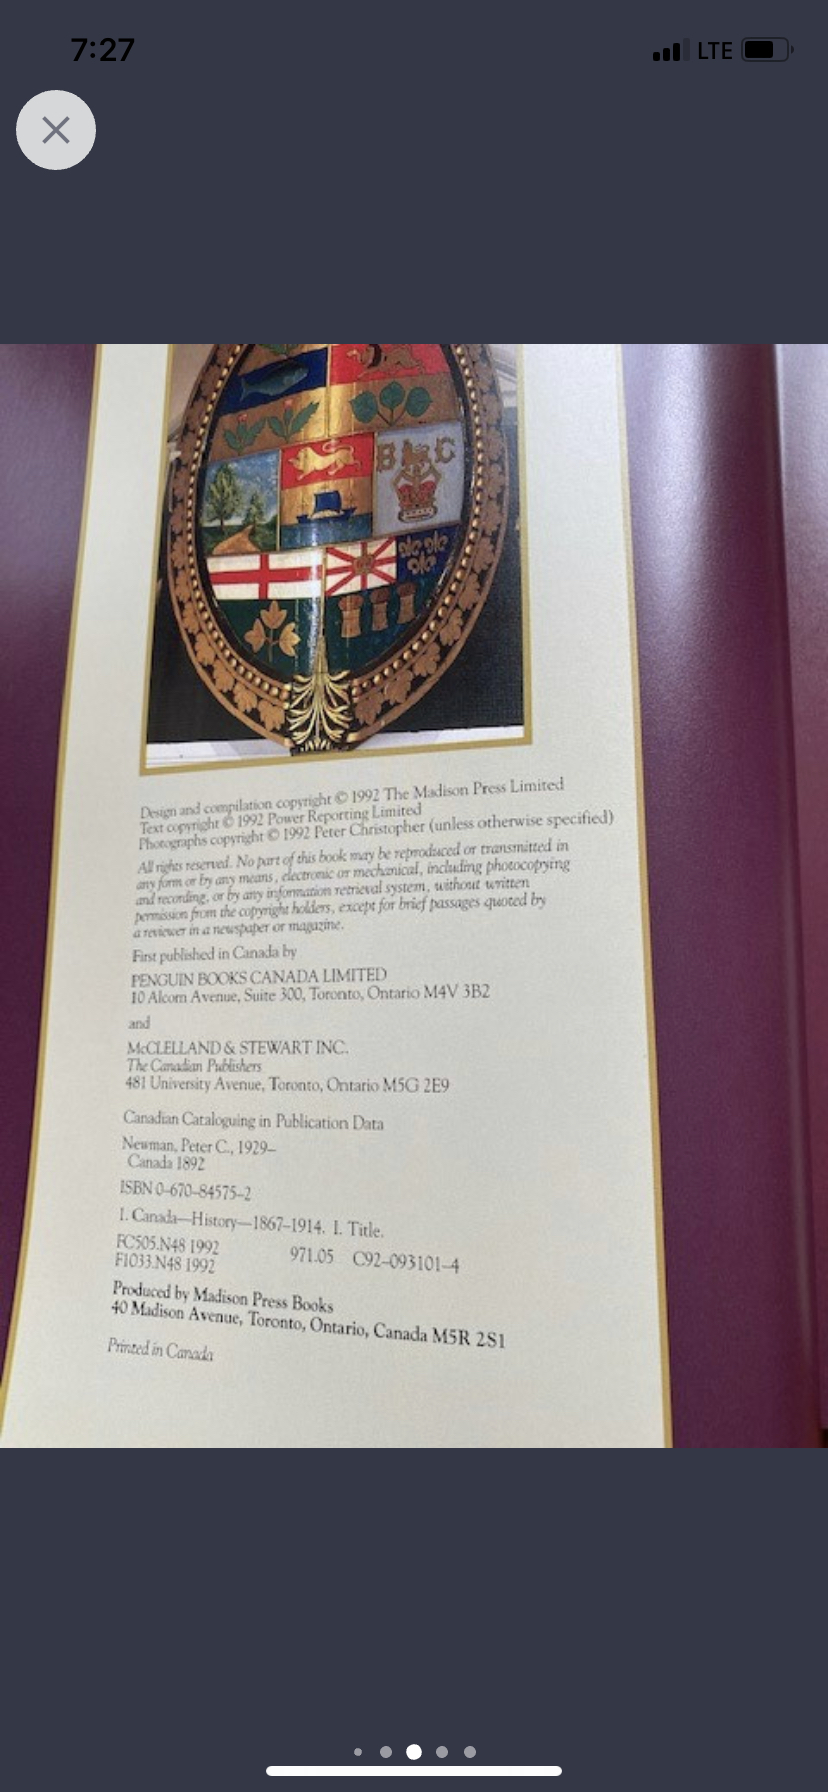 7:27
LTE
B C
Design and compilation copyright © 1992 The Madison Press Limited
Text copyright © 1992 Power Reporting Limited
Photographs copyright © 1992 Peter Christopher (unless otherwise specified)
All rights reserved. No part of this book may be reproduced or transmitted in
any form or by any means, electronic or mechanical, including photocopying
and recording, or by any information retrieval system, without written
permission from the copyright holders, except for brief passages quoted by
a reviewer in a newspaper or magazine.
First published in Canada by
PENGUIN BOOKS CANADA LIMITED
10 Alcorn Avenue, Suite 300, Toronto, Ontario M4V 3B2
and
McCLELLAND & STEWART INC.
The Canadian Publishers
481 University Avenue, Toronto, Ontario M5G 2E9
Canadian Cataloguing in Publication Data
Newman, Peter C., 1929–
Canada 1892
ISBN 0–670–84575–2
1. Canada—History—1867–1914. I. Title.
FC505.N48 1992 971.05 C92–093101–4
F1033.N48 1992
Produced by Madison Press Books
40 Madison Avenue, Toronto, Ontario, Canada M5R 2S1
Printed in Canada